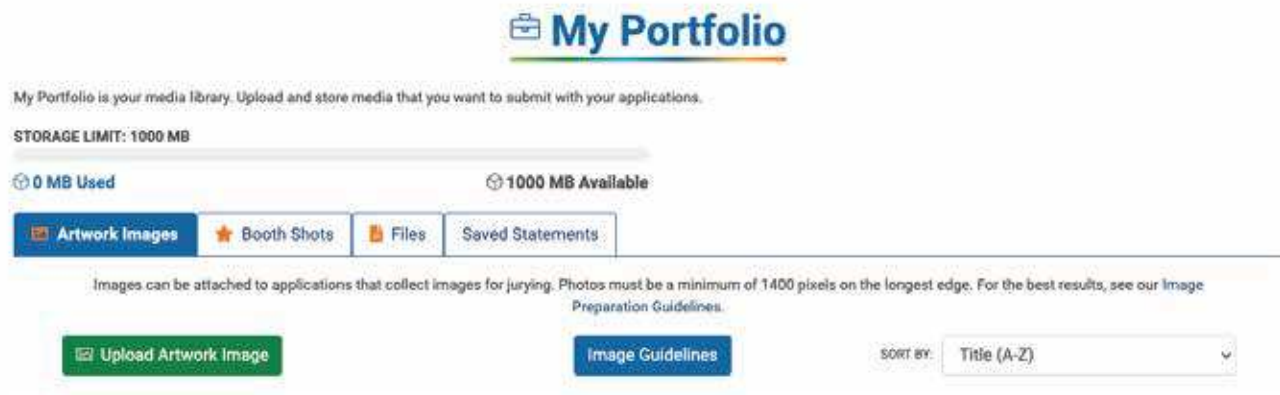 My Portfolio
My Portfolio is your media library. Upload and store media that you want to submit with your applications.
STORAGE LIMIT: 1000 MB
0 MB Used
1000 MB Available
Artwork Images
Booth Shots
Files
Saved Statements
Images can be attached to applications that collect images for jurying. Photos must be a minimum of 1400 pixels on the longest edge. For the best results, see our Image
Preparation Guidelines.
Upload Artwork Image
Image Guidelines
SORT BY:
Title (A-Z)